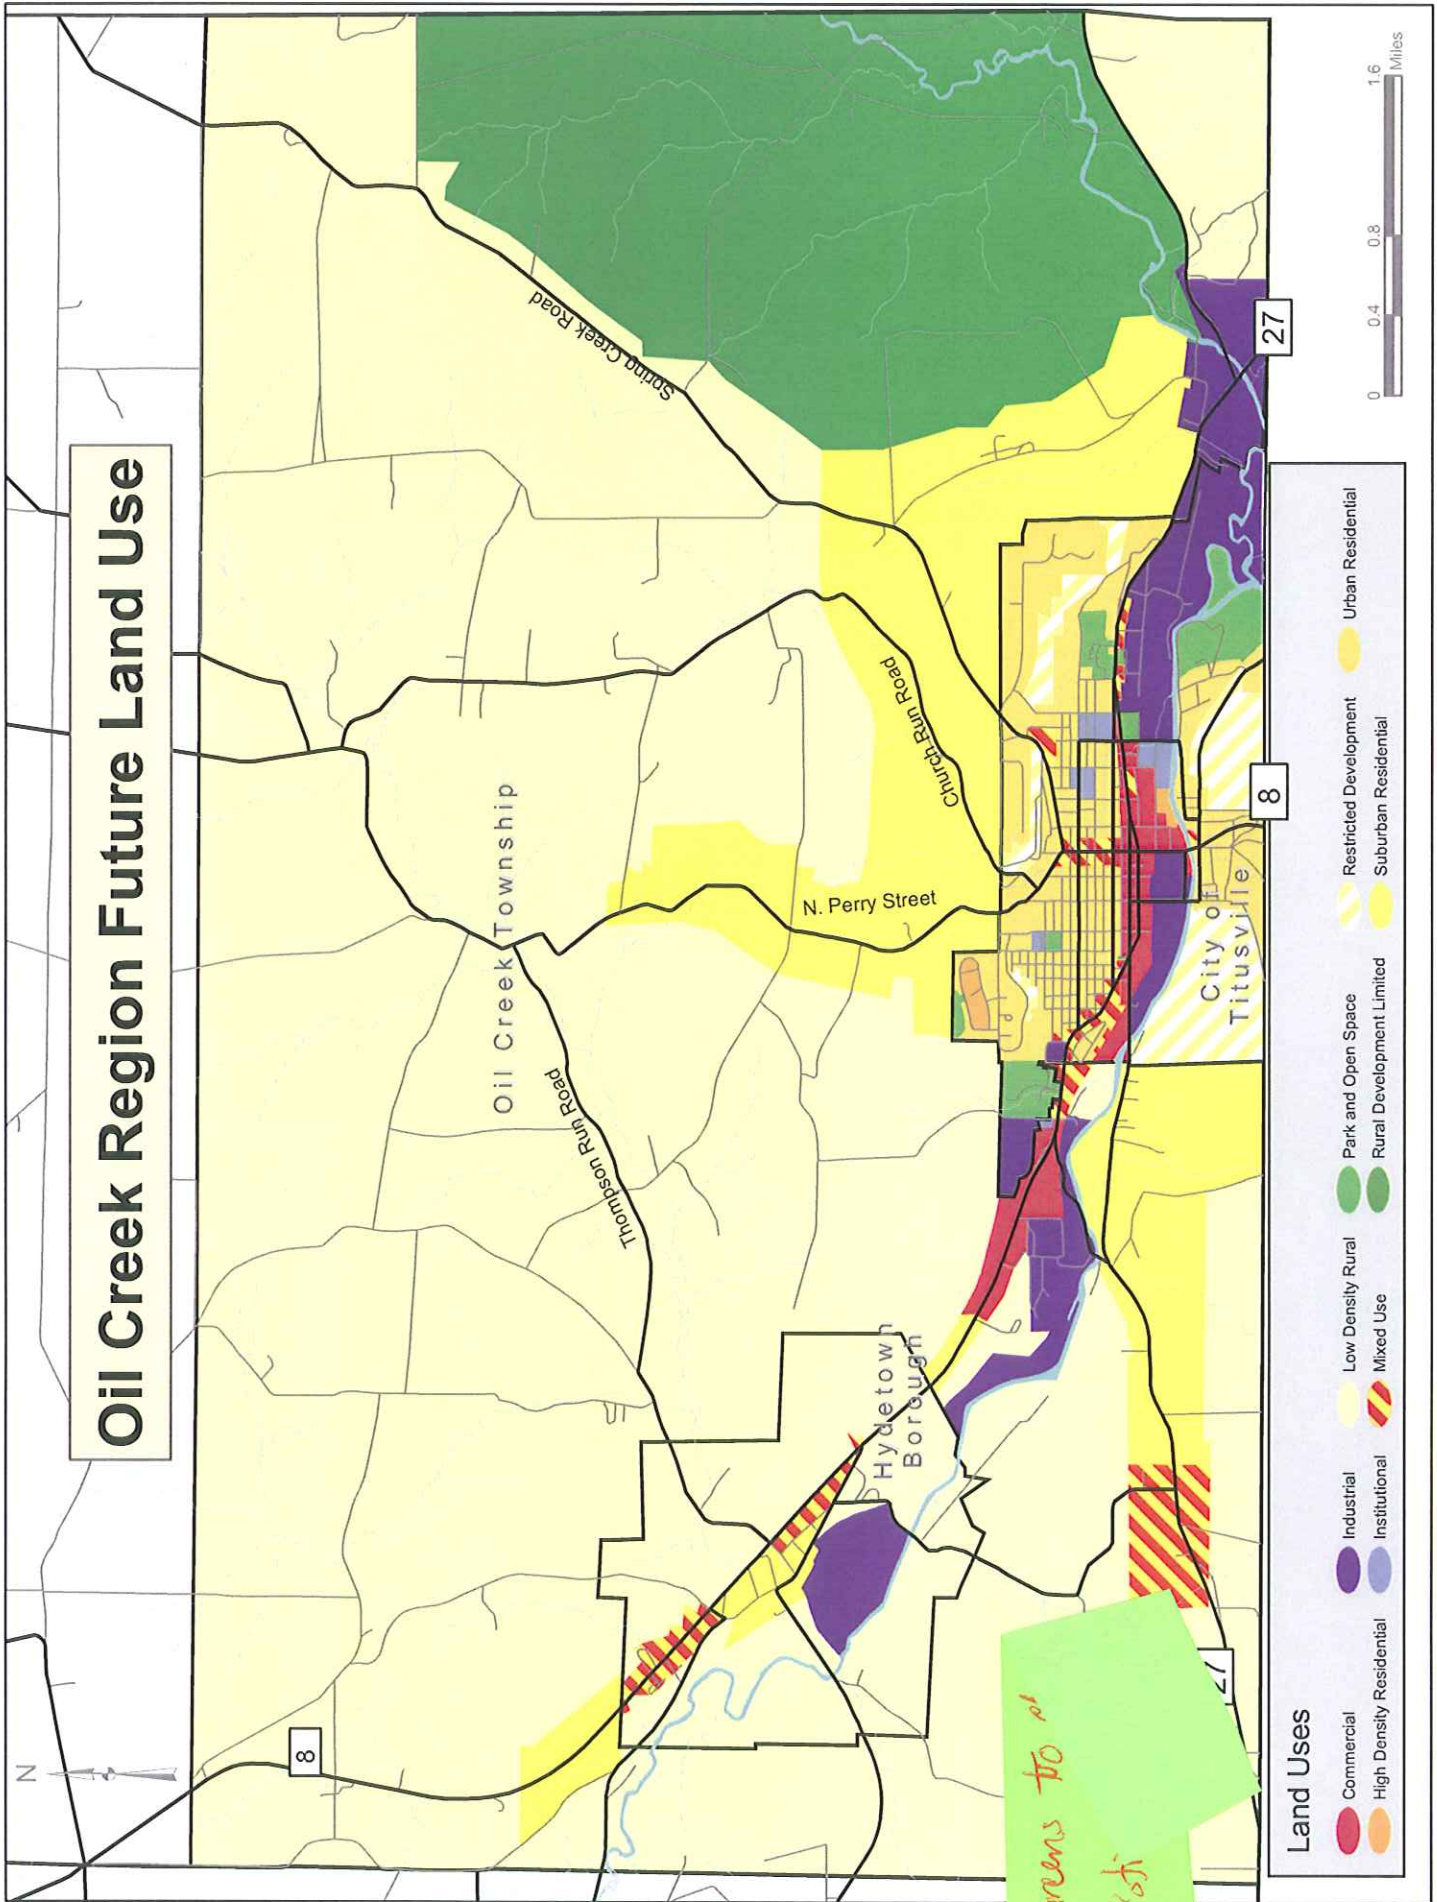 Oil Creek Region Future Land Use
N
8
Spring Creek Road
Oil Creek Township
Thompson Run Road
Church Run Road
N. Perry Street
Hydetown
Borough
City of
Titusville
27
8
27
to
0 0.4 0.8 1.6
Miles
Land Uses
Commercial
Industrial
Low Density Rural
Park and Open Space
Restricted Development
Urban Residential
High Density Residential
Institutional
Mixed Use
Rural Development Limited
Suburban Residential